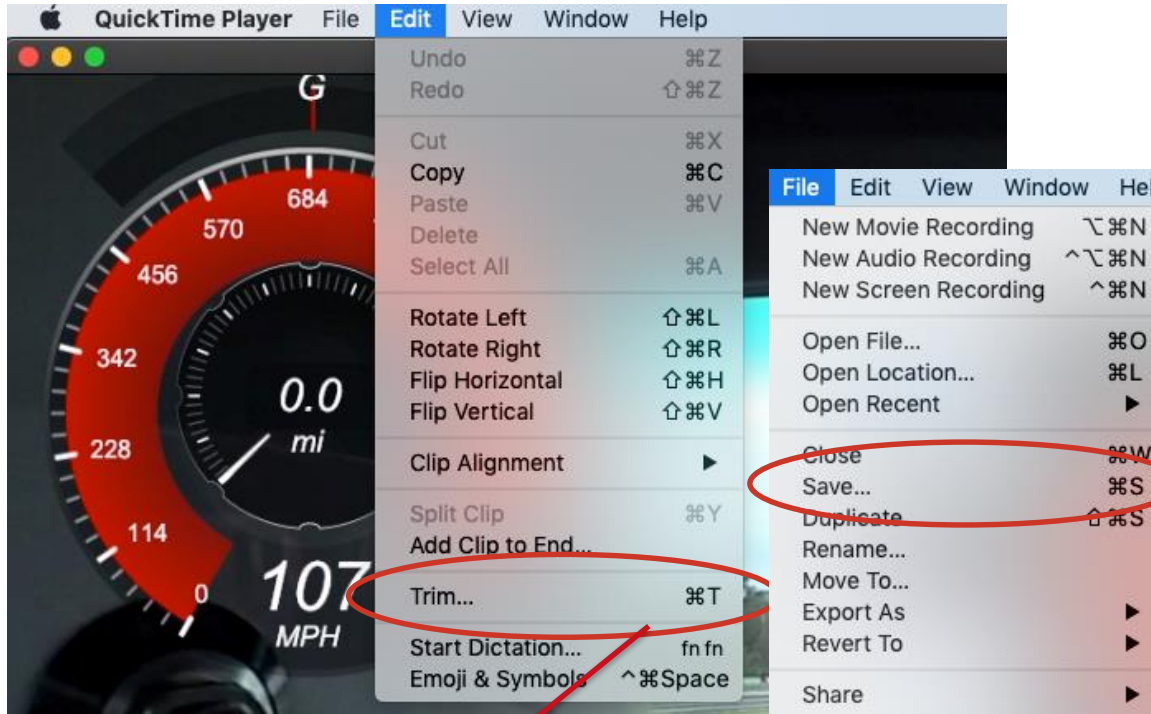 QuickTime Player File Edit View Window Help
Undo ⌘Z
Redo ⇧⌘Z
Cut ⌘X
Copy ⌘C
Paste ⌘V
Delete
Select All ⌘A
Rotate Left ⇧⌘L
Rotate Right ⇧⌘R
Flip Horizontal ⇧⌘H
Flip Vertical ⇧⌘V
Clip Alignment ▶
Split Clip ⌘Y
Add Clip to End...
Trim... ⌘T
Start Dictation... fn fn
Emoji & Symbols ^⌘Space
G
684
570
456
342
228
114
0
0.0
mi
107
MPH
File Edit View Window Hel
New Movie Recording ⌥⌘N
New Audio Recording ^⌥⌘N
New Screen Recording ^⌘N
Open File... ⌘O
Open Location... ⌘L
Open Recent ▶
Close ⌘W
Save... ⌘S
Duplicate ⇧⌘S
Rename...
Move To...
Export As ▶
Revert To ▶
Share ▶